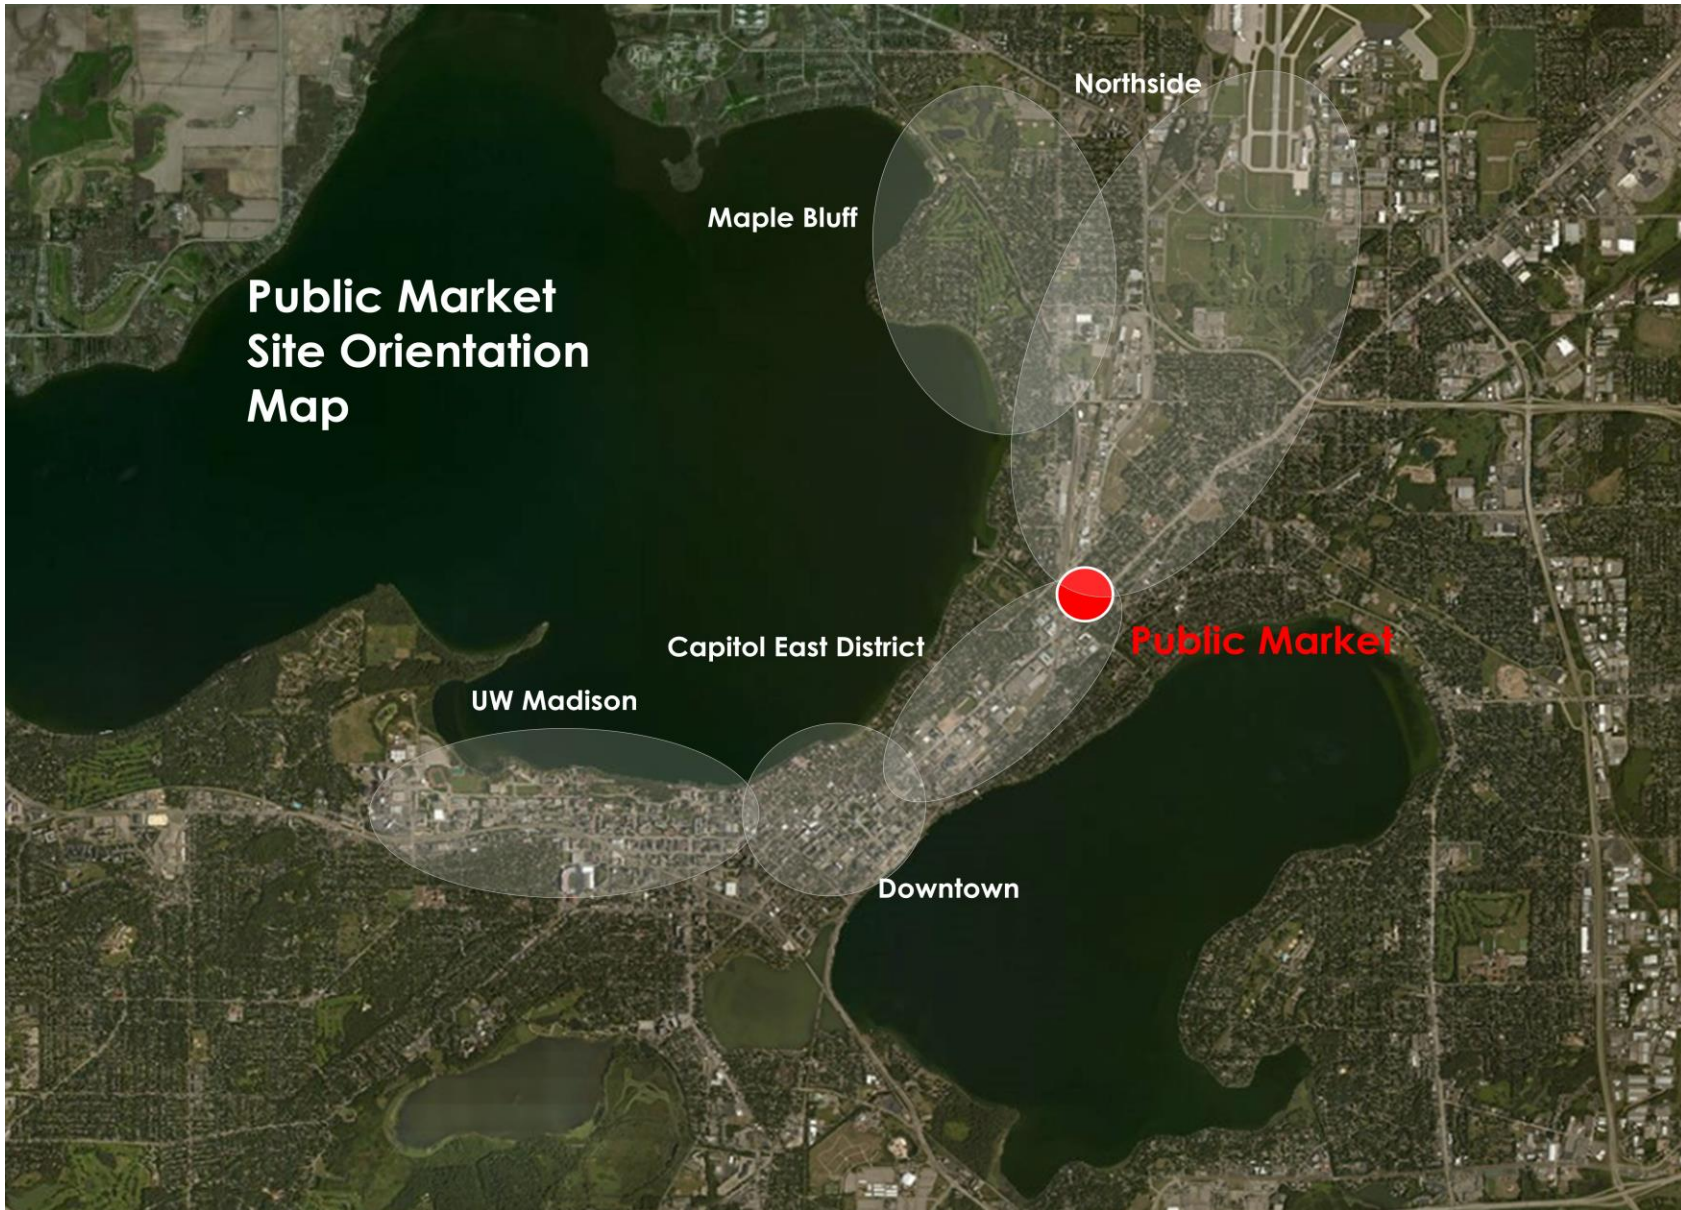 Northside
Maple Bluff
Public Market
Site Orientation
Map
Capitol East District
Public Market
UW Madison
Downtown